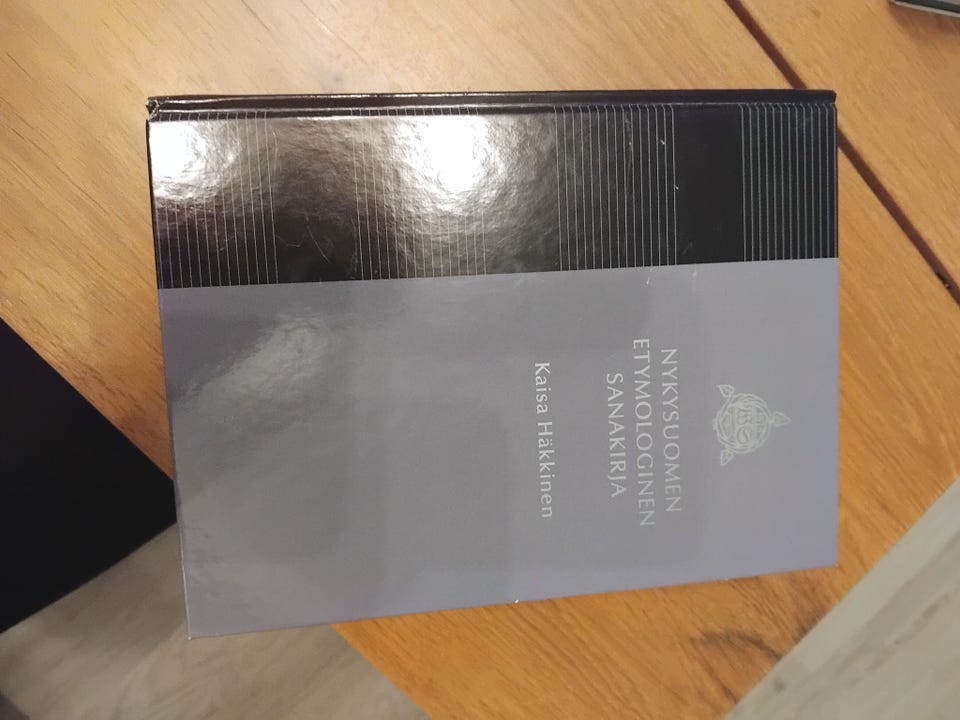 NYKYSUOMEN
ETYMOLOGINEN
SANAKIRJA
Kaisa Häkkinen